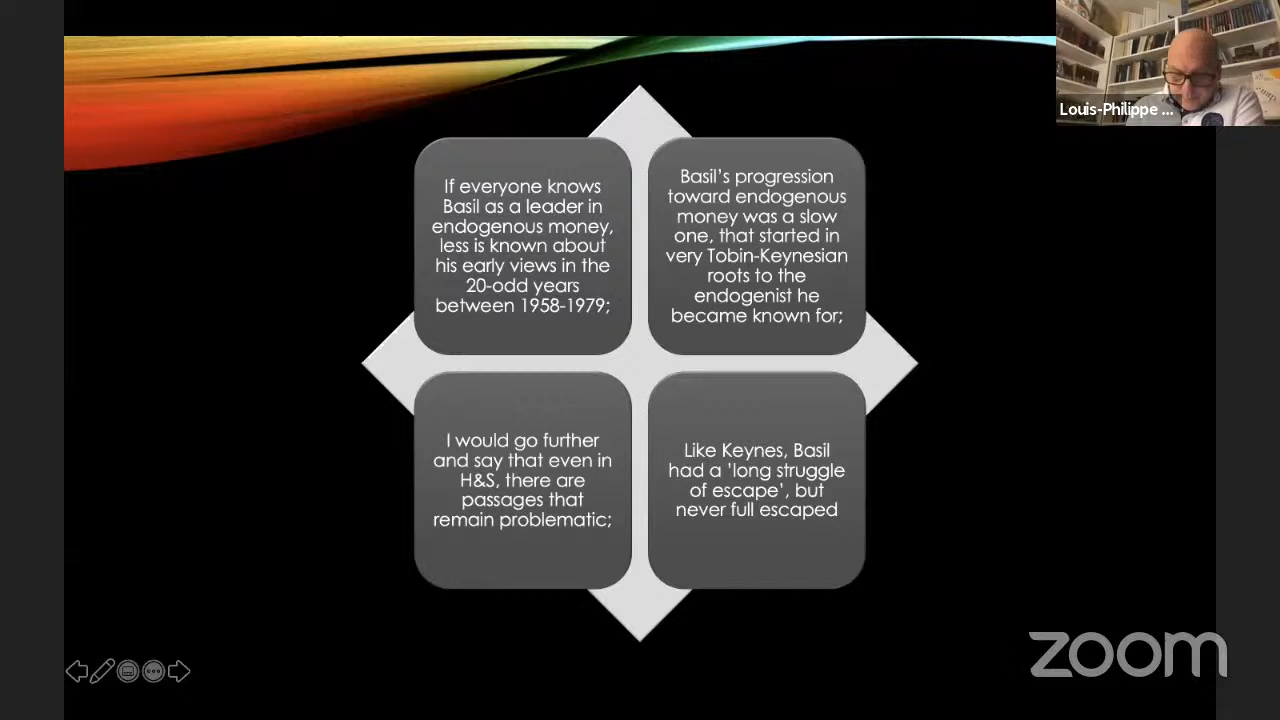 Louis-Philippe ...
If everyone knows
Basil as a leader in
endogenous money,
less is known about
his early views in the
20-odd years
between 1958-1979;
Basil's progression
toward endogenous
money was a slow
one, that started in
very Tobin-Keynesian
roots to the
endogenist he
became known for;
I would go further
and say that even in
H&S, there are
passages that
remain problematic;
Like Keynes, Basil
had a 'long struggle
of escape', but
never full escaped
zoom